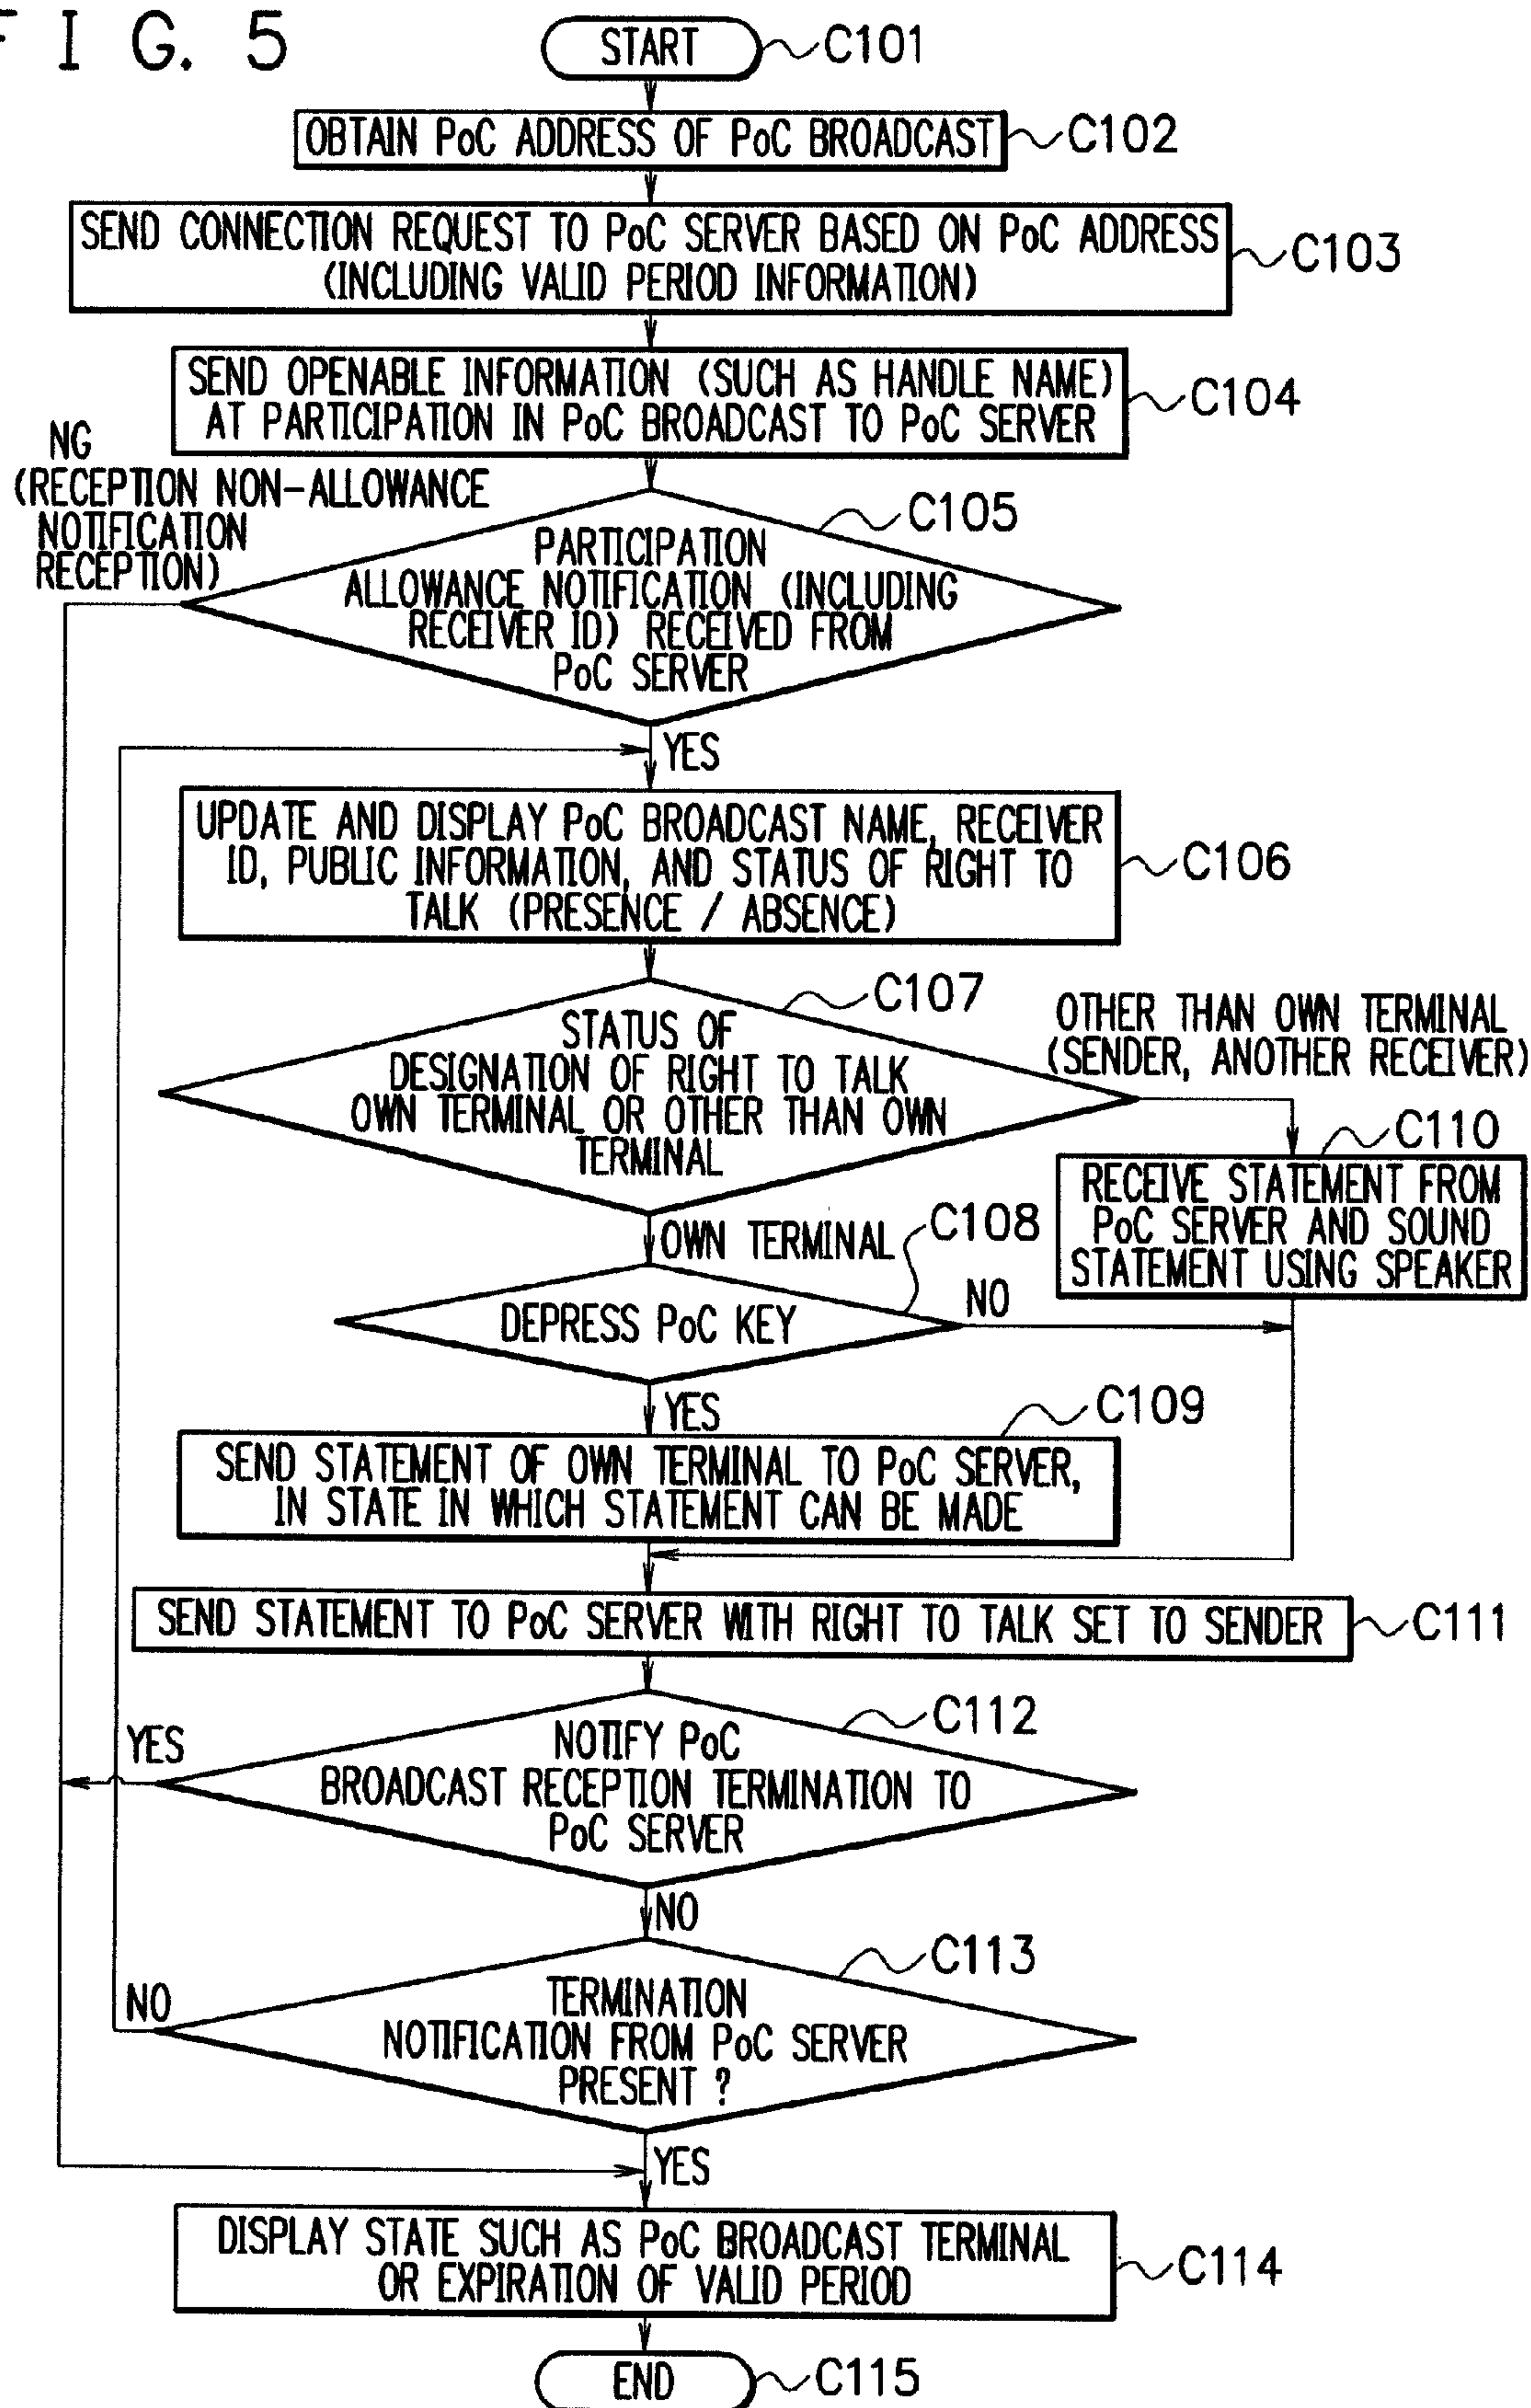 F I G. 5
START
C101
OBTAIN PoC ADDRESS OF PoC BROADCAST
C102
SEND CONNECTION REQUEST TO PoC SERVER BASED ON PoC ADDRESS
(INCLUDING VALID PERIOD INFORMATION)
C103
SEND OPENABLE INFORMATION (SUCH AS HANDLE NAME)
AT PARTICIPATION IN PoC BROADCAST TO PoC SERVER
C104
NG
(RECEPTION NON-ALLOWANCE
NOTIFICATION
RECEPTION)
C105
PARTICIPATION
ALLOWANCE NOTIFICATION (INCLUDING
RECEIVER ID) RECEIVED FROM
PoC SERVER
YES
UPDATE AND DISPLAY PoC BROADCAST NAME, RECEIVER
ID, PUBLIC INFORMATION, AND STATUS OF RIGHT TO
TALK (PRESENCE / ABSENCE)
C106
C107
STATUS OF
DESIGNATION OF RIGHT TO TALK
OWN TERMINAL OR OTHER THAN OWN
TERMINAL
OTHER THAN OWN TERMINAL
(SENDER, ANOTHER RECEIVER)
C110
RECEIVE STATEMENT FROM
PoC SERVER AND SOUND
STATEMENT USING SPEAKER
OWN TERMINAL
C108
DEPRESS PoC KEY
NO
YES
C109
SEND STATEMENT OF OWN TERMINAL TO PoC SERVER,
IN STATE IN WHICH STATEMENT CAN BE MADE
SEND STATEMENT TO PoC SERVER WITH RIGHT TO TALK SET TO SENDER
C111
C112
YES
NOTIFY PoC
BROADCAST RECEPTION TERMINATION TO
PoC SERVER
NO
C113
NO
TERMINATION
NOTIFICATION FROM PoC SERVER
PRESENT ?
YES
DISPLAY STATE SUCH AS PoC BROADCAST TERMINAL
OR EXPIRATION OF VALID PERIOD
C114
END
C115